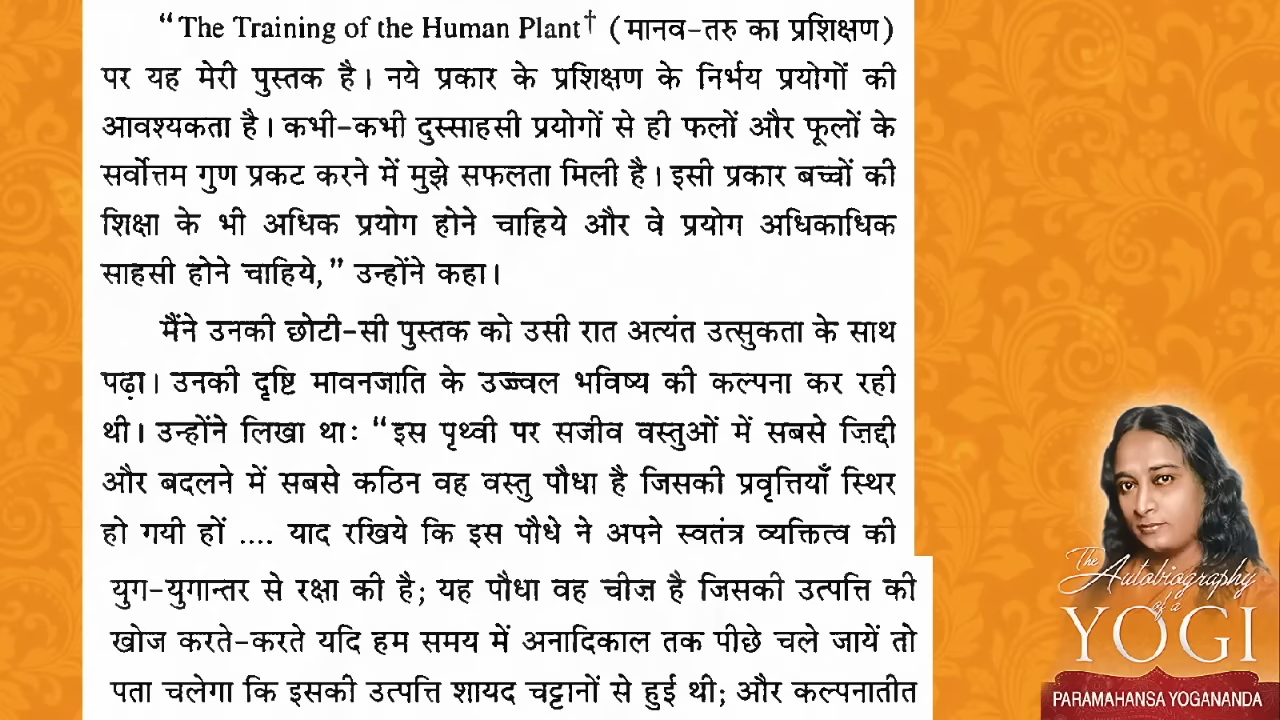 “The Training of the Human Plant† (मानव-तरु का प्रशिक्षण)
पर यह मेरी पुस्तक है। नये प्रकार के प्रशिक्षण के निर्भय प्रयोगों की
आवश्यकता है। कभी-कभी दुस्साहसी प्रयोगों से ही फलों और फूलों के
सर्वोत्तम गुण प्रकट करने में मुझे सफलता मिली है। इसी प्रकार बच्चों की
शिक्षा के भी अधिक प्रयोग होने चाहिये और वे प्रयोग अधिकाधिक
साहसी होने चाहिये,” उन्होंने कहा।
मैंने उनकी छोटी-सी पुस्तक को उसी रात अत्यंत उत्सुकता के साथ
पढ़ा। उनकी दृष्टि मावनजाति के उज्ज्वल भविष्य की कल्पना कर रही
थी। उन्होंने लिखा था: “इस पृथ्वी पर सजीव वस्तुओं में सबसे ज़िद्दी
और बदलने में सबसे कठिन वह वस्तु पौधा है जिसकी प्रवृत्तियाँ स्थिर
हो गयी हों .... याद रखिये कि इस पौधे ने अपने स्वतंत्र व्यक्तित्व की
युग-युगान्तर से रक्षा की है; यह पौधा वह चीज़ है जिसकी उत्पत्ति की
खोज करते-करते यदि हम समय में अनादिकाल तक पीछे चले जायें तो
पता चलेगा कि इसकी उत्पत्ति शायद चट्टानों से हुई थी; और कल्पनातीत
The Autobiography
of a
YOGI
PARAMAHANSA YOGANANDA